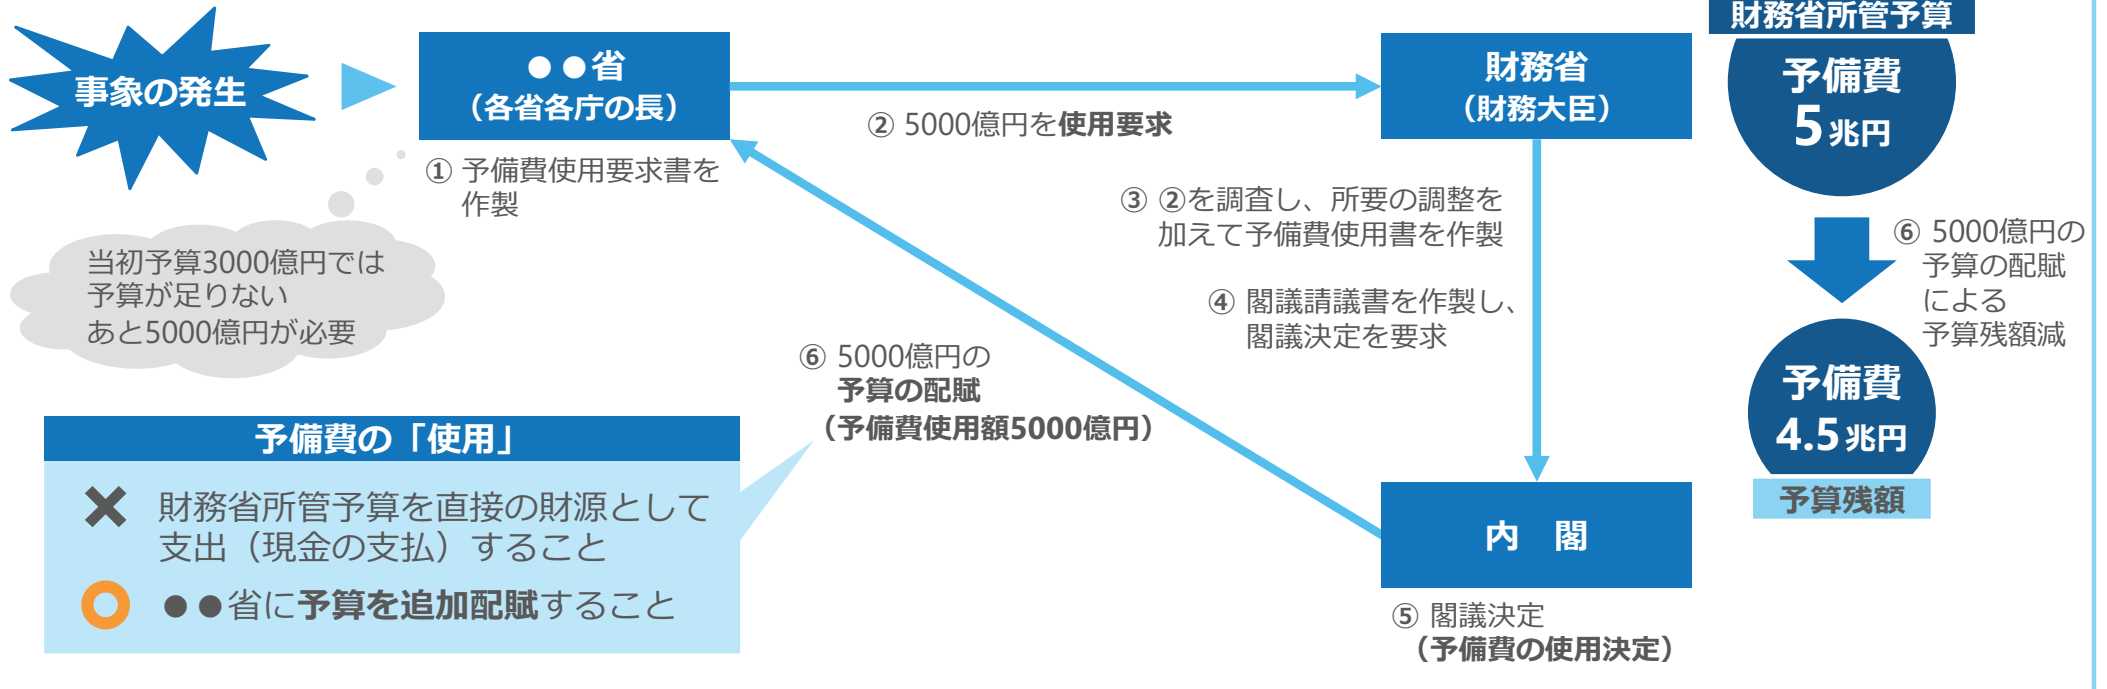 事象の発生
●●省
（各省各庁の長）
① 予備費使用要求書を
作製
当初予算3000億円では
予算が足りない
あと5000億円が必要
② 5000億円を使用要求
財務省
（財務大臣）
③ ②を調査し、所要の調整を
加えて予備費使用書を作製
④ 閣議請議書を作製し、
閣議決定を要求
内 閣
⑤ 閣議決定
（予備費の使用決定）
⑥ 5000億円の
予算の配賦
（予備費使用額5000億円）
予備費の「使用」
財務省所管予算を直接の財源として
支出（現金の支払）すること
●●省に予算を追加配賦すること
財務省所管予算
予備費
5兆円
⑥ 5000億円の
予算の配賦
による
予算残額減
予備費
4.5兆円
予算残額